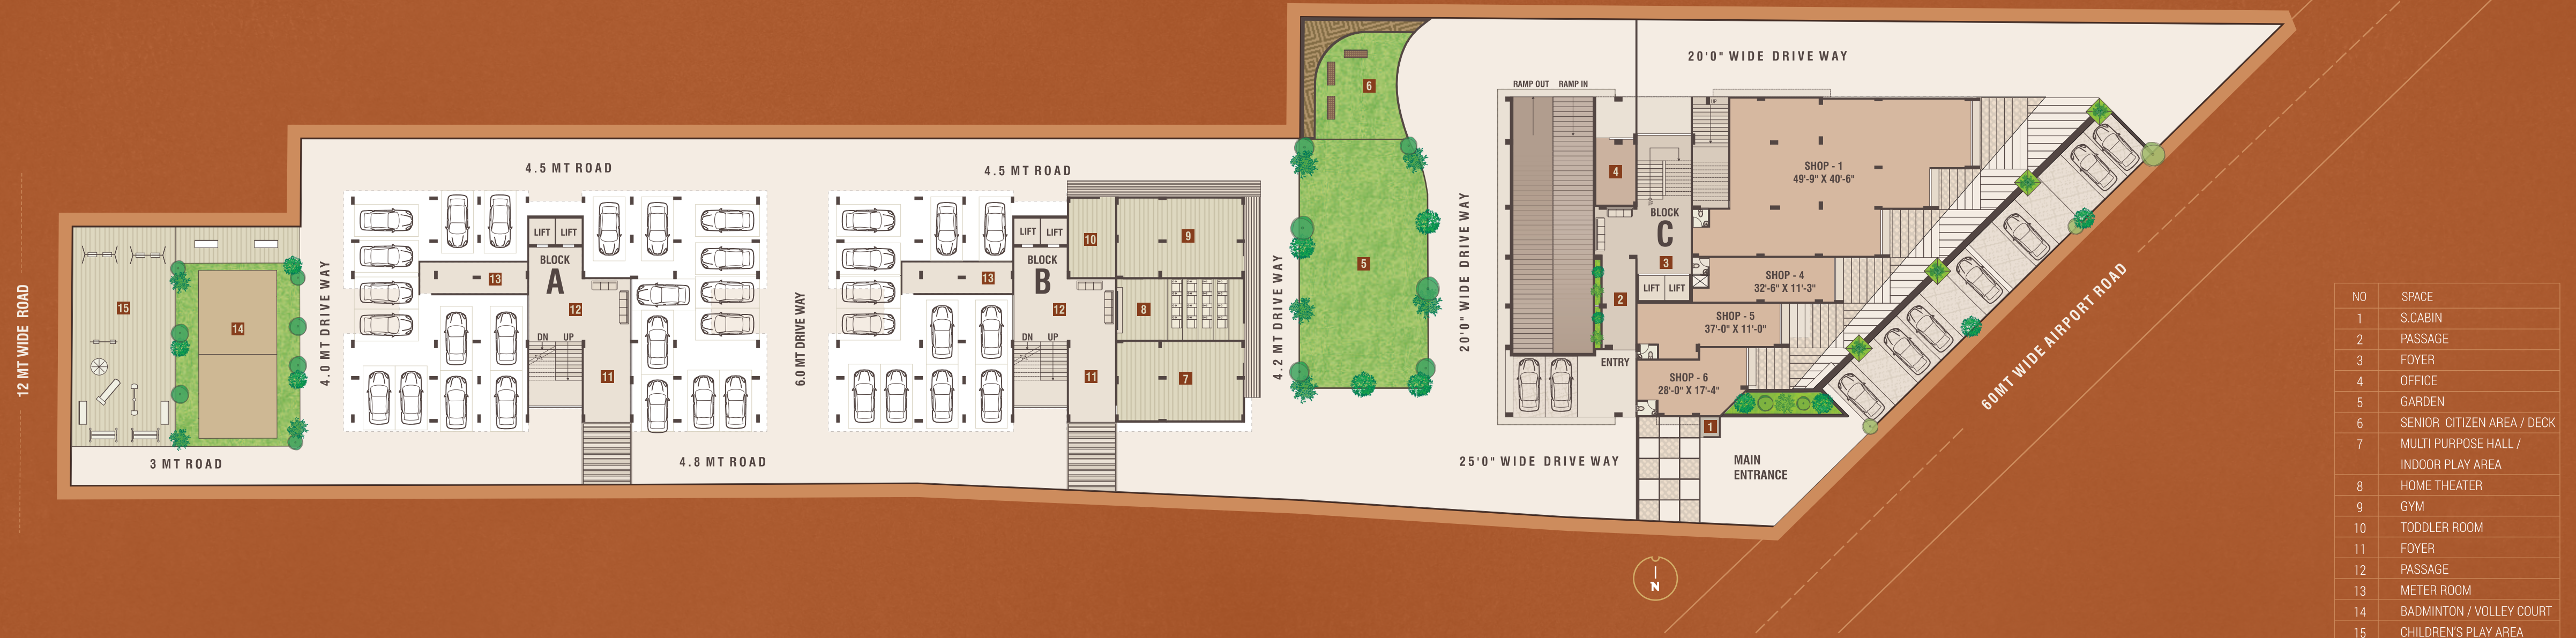 12 MT WIDE ROAD
15
14
3 MT ROAD
4.0 MT DRIVE WAY
4.5 MT ROAD
13
LIFT LIFT
BLOCK
A
12
DN UP
11
4.8 MT ROAD
6.0 MT DRIVE WAY
4.5 MT ROAD
13
LIFT LIFT
BLOCK
B
12
DN UP
11
10
9
8
7
4.2 MT DRIVE WAY
6
5
20'0" WIDE DRIVE WAY
25'0" WIDE DRIVE WAY
20'0" WIDE DRIVE WAY
RAMP OUT RAMP IN
UP
4
BLOCK
C
3
LIFT LIFT
2
ENTRY
SHOP - 1
49'-9" X 40'-6"
SHOP - 4
32'-6" X 11'-3"
SHOP - 5
37'-0" X 11'-0"
SHOP - 6
28'-0" X 17'-4"
1
MAIN
ENTRANCE
60MT WIDE AIRPORT ROAD
N
NO SPACE
1 S.CABIN
2 PASSAGE
3 FOYER
4 OFFICE
5 GARDEN
6 SENIOR CITIZEN AREA / DECK
7 MULTI PURPOSE HALL /
INDOOR PLAY AREA
8 HOME THEATER
9 GYM
10 TODDLER ROOM
11 FOYER
12 PASSAGE
13 METER ROOM
14 BADMINTON / VOLLEY COURT
15 CHILDREN'S PLAY AREA